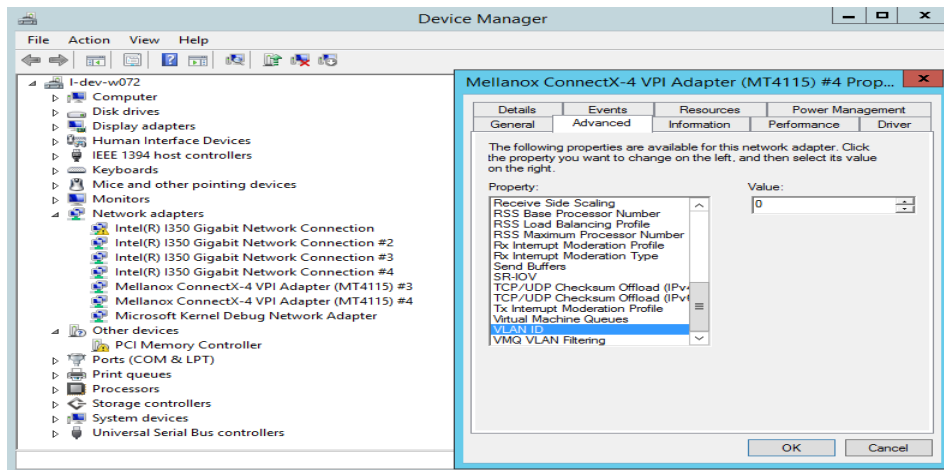 Device Manager
File Action View Help
l-dev-w072
Computer
Disk drives
Display adapters
Human Interface Devices
IEEE 1394 host controllers
Keyboards
Mice and other pointing devices
Monitors
Network adapters
Intel(R) I350 Gigabit Network Connection
Intel(R) I350 Gigabit Network Connection #2
Intel(R) I350 Gigabit Network Connection #3
Intel(R) I350 Gigabit Network Connection #4
Mellanox ConnectX-4 VPI Adapter (MT4115) #3
Mellanox ConnectX-4 VPI Adapter (MT4115) #4
Microsoft Kernel Debug Network Adapter
Other devices
PCI Memory Controller
Ports (COM & LPT)
Print queues
Processors
Storage controllers
System devices
Universal Serial Bus controllers
Mellanox ConnectX-4 VPI Adapter (MT4115) #4 Prop...
Details Events Resources Power Management
General Advanced Information Performance Driver
The following properties are available for this network adapter. Click
the property you want to change on the left, and then select its value
on the right.
Property: Value:
Receive Side Scaling 0
RSS Base Processor Number
RSS Load Balancing Profile
RSS Maximum Processor Number
Rx Interrupt Moderation Profile
Rx Interrupt Moderation Type
Send Buffers
SR-IOV
TCP/UDP Checksum Offload (IPv4
TCP/UDP Checksum Offload (IPv6
Tx Interrupt Moderation Profile
Virtual Machine Queues
VLAN ID
VMQ VLAN Filtering
OK Cancel